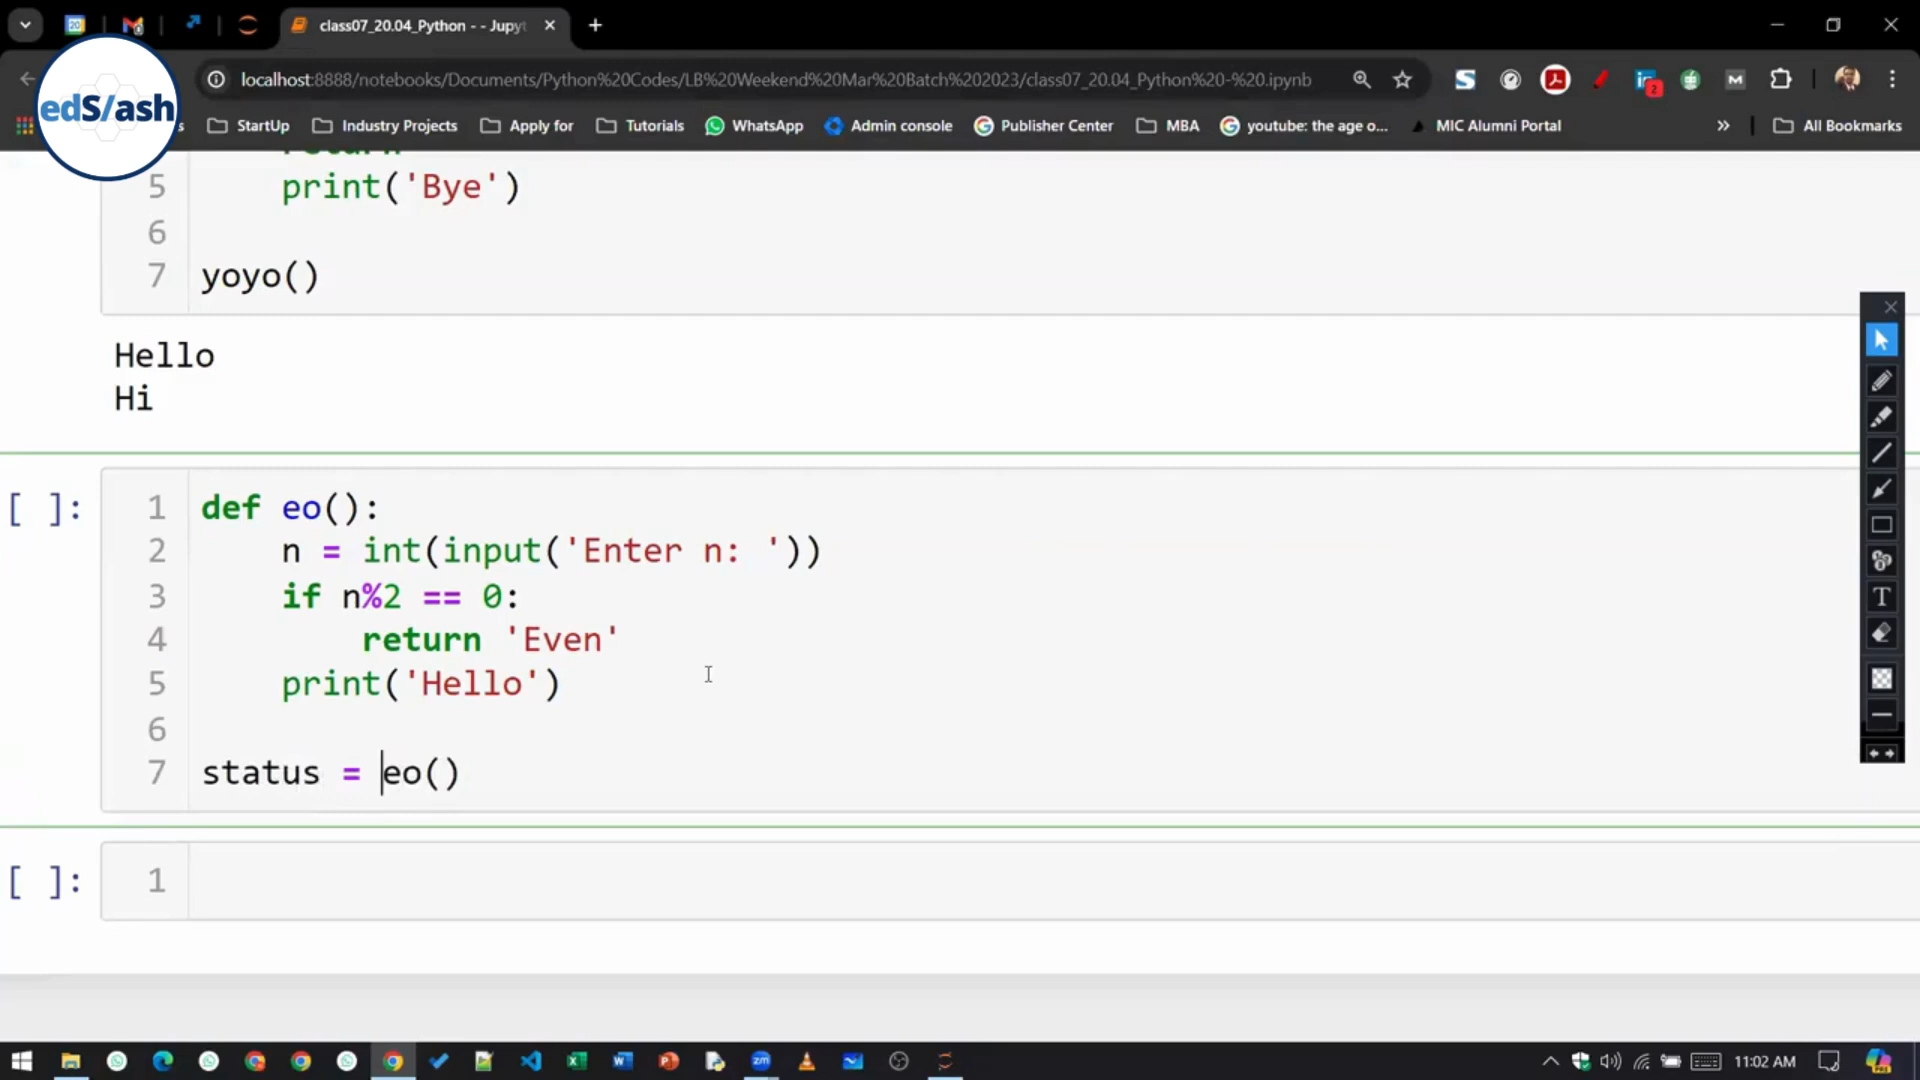 class07_20.04_Python - - Jupyt
localhost:8888/notebooks/Documents/Python%20Codes/LB%20Weekend%20Mar%20Batch%202023/class07_20.04_Python%20-%20.ipynb
edS/ash
StartUp
Industry Projects
Apply for
Tutorials
WhatsApp
Admin console
Publisher Center
MBA
youtube: the age o...
MIC Alumni Portal
»
All Bookmarks
5 print('Bye')
6
7 yoyo()
Hello
Hi
[ ]:
1 def eo():
2 n = int(input('Enter n: '))
3 if n%2 == 0:
4 return 'Even'
5 print('Hello')
6
7 status = eo()
[ ]:
1
11:02 AM